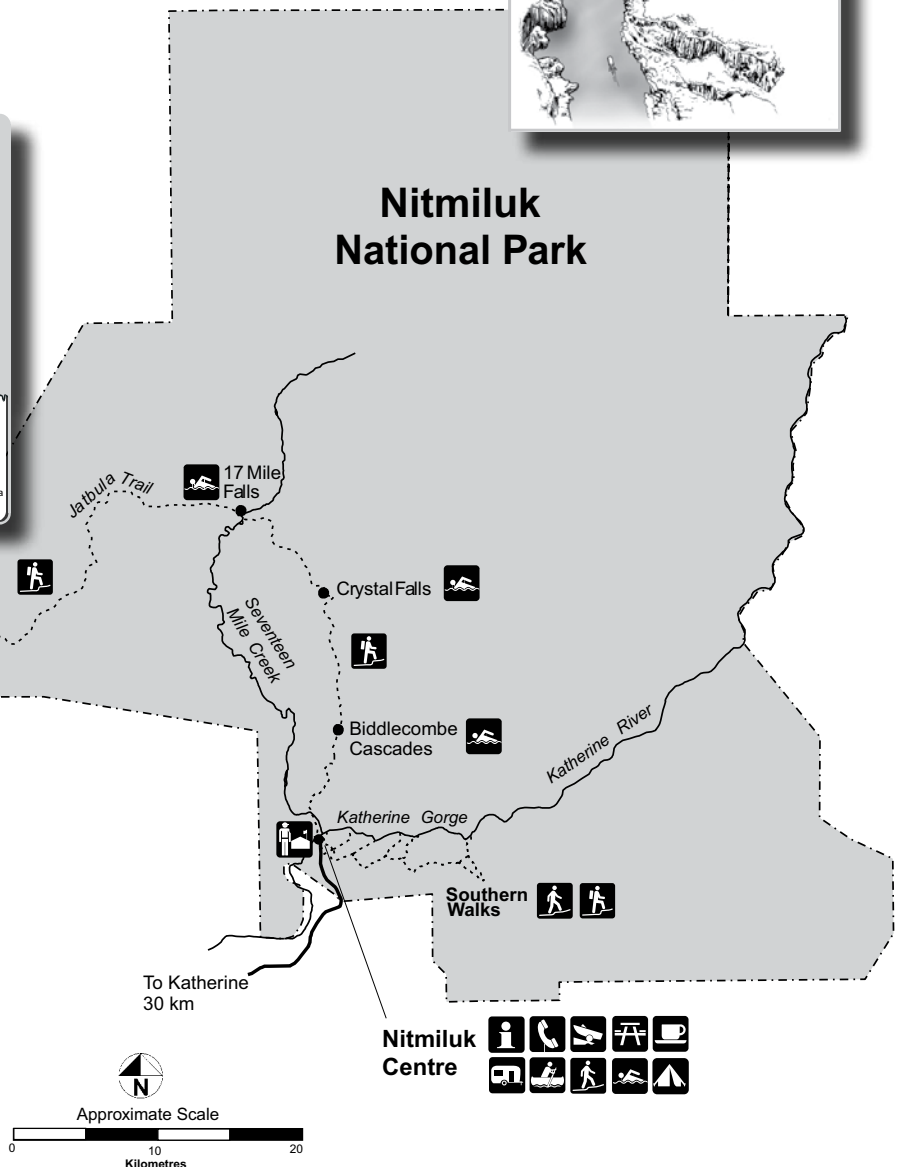 Nitmiluk
National Park
Jatbula Trail
17 Mile
Falls
Crystal Falls
Seventeen
Mile Creek
Biddlecombe
Cascades
Katherine River
Katherine Gorge
Southern
Walks
To Katherine
30 km
Nitmiluk
Centre
N
Approximate Scale
0
10
20
Kilometres